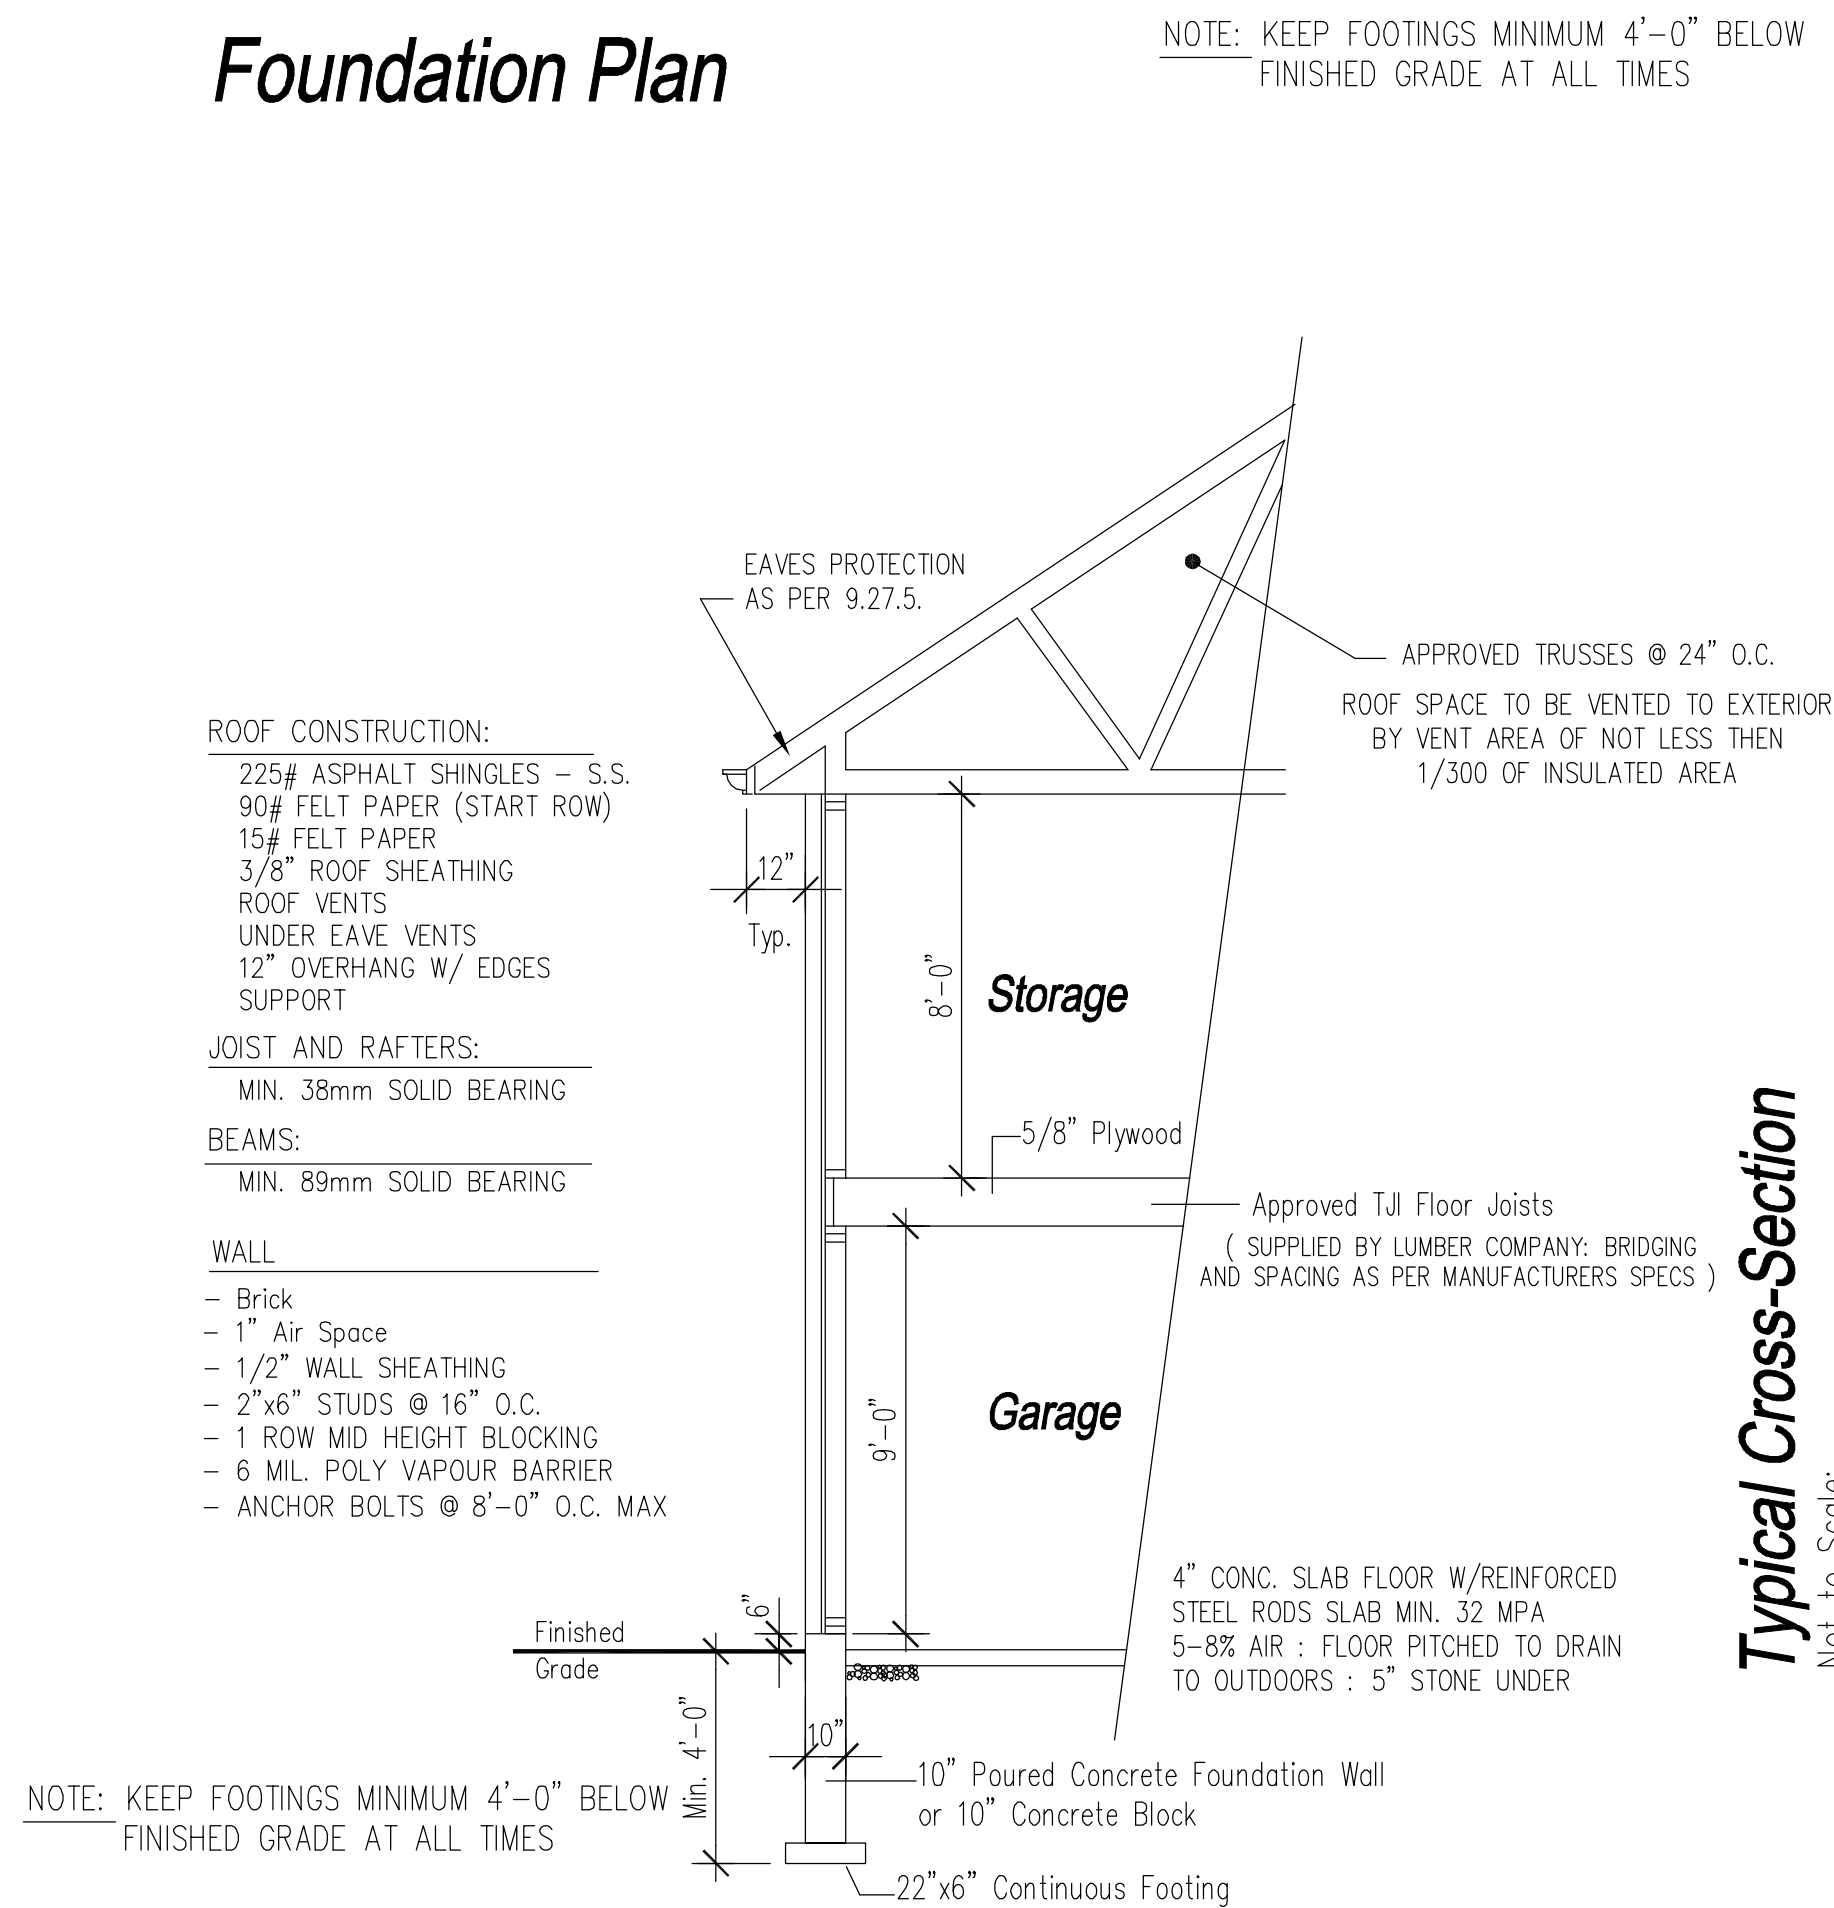 Foundation Plan
NOTE: KEEP FOOTINGS MINIMUM 4'-0" BELOW
FINISHED GRADE AT ALL TIMES
EAVES PROTECTION
AS PER 9.27.5.
APPROVED TRUSSES @ 24" O.C.
ROOF SPACE TO BE VENTED TO EXTERIOR
BY VENT AREA OF NOT LESS THEN
1/300 OF INSULATED AREA
ROOF CONSTRUCTION:
225# ASPHALT SHINGLES - S.S.
90# FELT PAPER (START ROW)
15# FELT PAPER
3/8" ROOF SHEATHING
ROOF VENTS
UNDER EAVE VENTS
12" OVERHANG W/ EDGES
SUPPORT
JOIST AND RAFTERS:
MIN. 38mm SOLID BEARING
BEAMS:
MIN. 89mm SOLID BEARING
WALL
- Brick
- 1" Air Space
- 1/2" WALL SHEATHING
- 2"x6" STUDS @ 16" O.C.
- 1 ROW MID HEIGHT BLOCKING
- 6 MIL. POLY VAPOUR BARRIER
- ANCHOR BOLTS @ 8'-0" O.C. MAX
12"
Typ.
8'-0"
Storage
5/8" Plywood
Approved TJI Floor Joists
( SUPPLIED BY LUMBER COMPANY: BRIDGING
AND SPACING AS PER MANUFACTURERS SPECS )
9'-0"
Garage
4" CONC. SLAB FLOOR W/REINFORCED
STEEL RODS SLAB MIN. 32 MPA
5-8% AIR : FLOOR PITCHED TO DRAIN
TO OUTDOORS : 5" STONE UNDER
6"
Finished
Grade
Min. 4'-0"
10"
10" Poured Concrete Foundation Wall
or 10" Concrete Block
22"x6" Continuous Footing
NOTE: KEEP FOOTINGS MINIMUM 4'-0" BELOW
FINISHED GRADE AT ALL TIMES
Typical Cross-Section
Not to Scale: